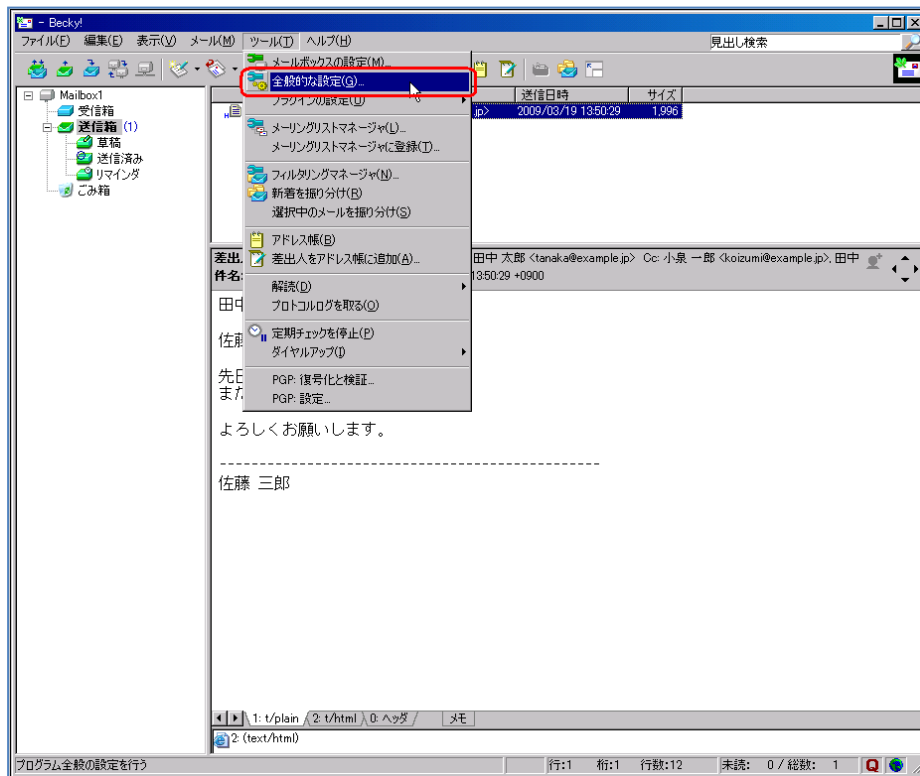 - Becky!
ファイル(F) 編集(E) 表示(V) メール(M) ツール(T) ヘルプ(H)
見出し検索
メールボックスの設定(M)...
全般的な設定(G)...
プラグインの設定(U)
メーリングリストマネージャ(L)...
メーリングリストマネージャに登録(T)...
フィルタリングマネージャ(N)...
新着を振り分け(R)
選択中のメールを振り分け(S)
アドレス帳(B)
差出人をアドレス帳に追加(A)...
解読(D)
プロトコルログを取る(O)
定期チェックを停止(P)
ダイヤルアップ(I)
PGP: 復号化と検証...
PGP: 設定...
Mailbox1
受信箱
送信箱 (1)
草稿
送信済み
リマインダ
ごみ箱
送信日時 サイズ
jp> 2009/03/19 13:50:29 1,996
差出 田中 太郎 <tanaka@example.jp> Cc: 小泉 一郎 <koizumi@example.jp>, 田中
件名: 13:50:29 +0900
田中
佐藤
先日
また
よろしくお願いします。
------------------------------------------------
佐藤 三郎
1: t/plain 2: t/html 0: ヘッダ メモ
2: (text/html)
プログラム全般の設定を行う 行:1 桁:1 行数:12 未読: 0 / 総数: 1 Q